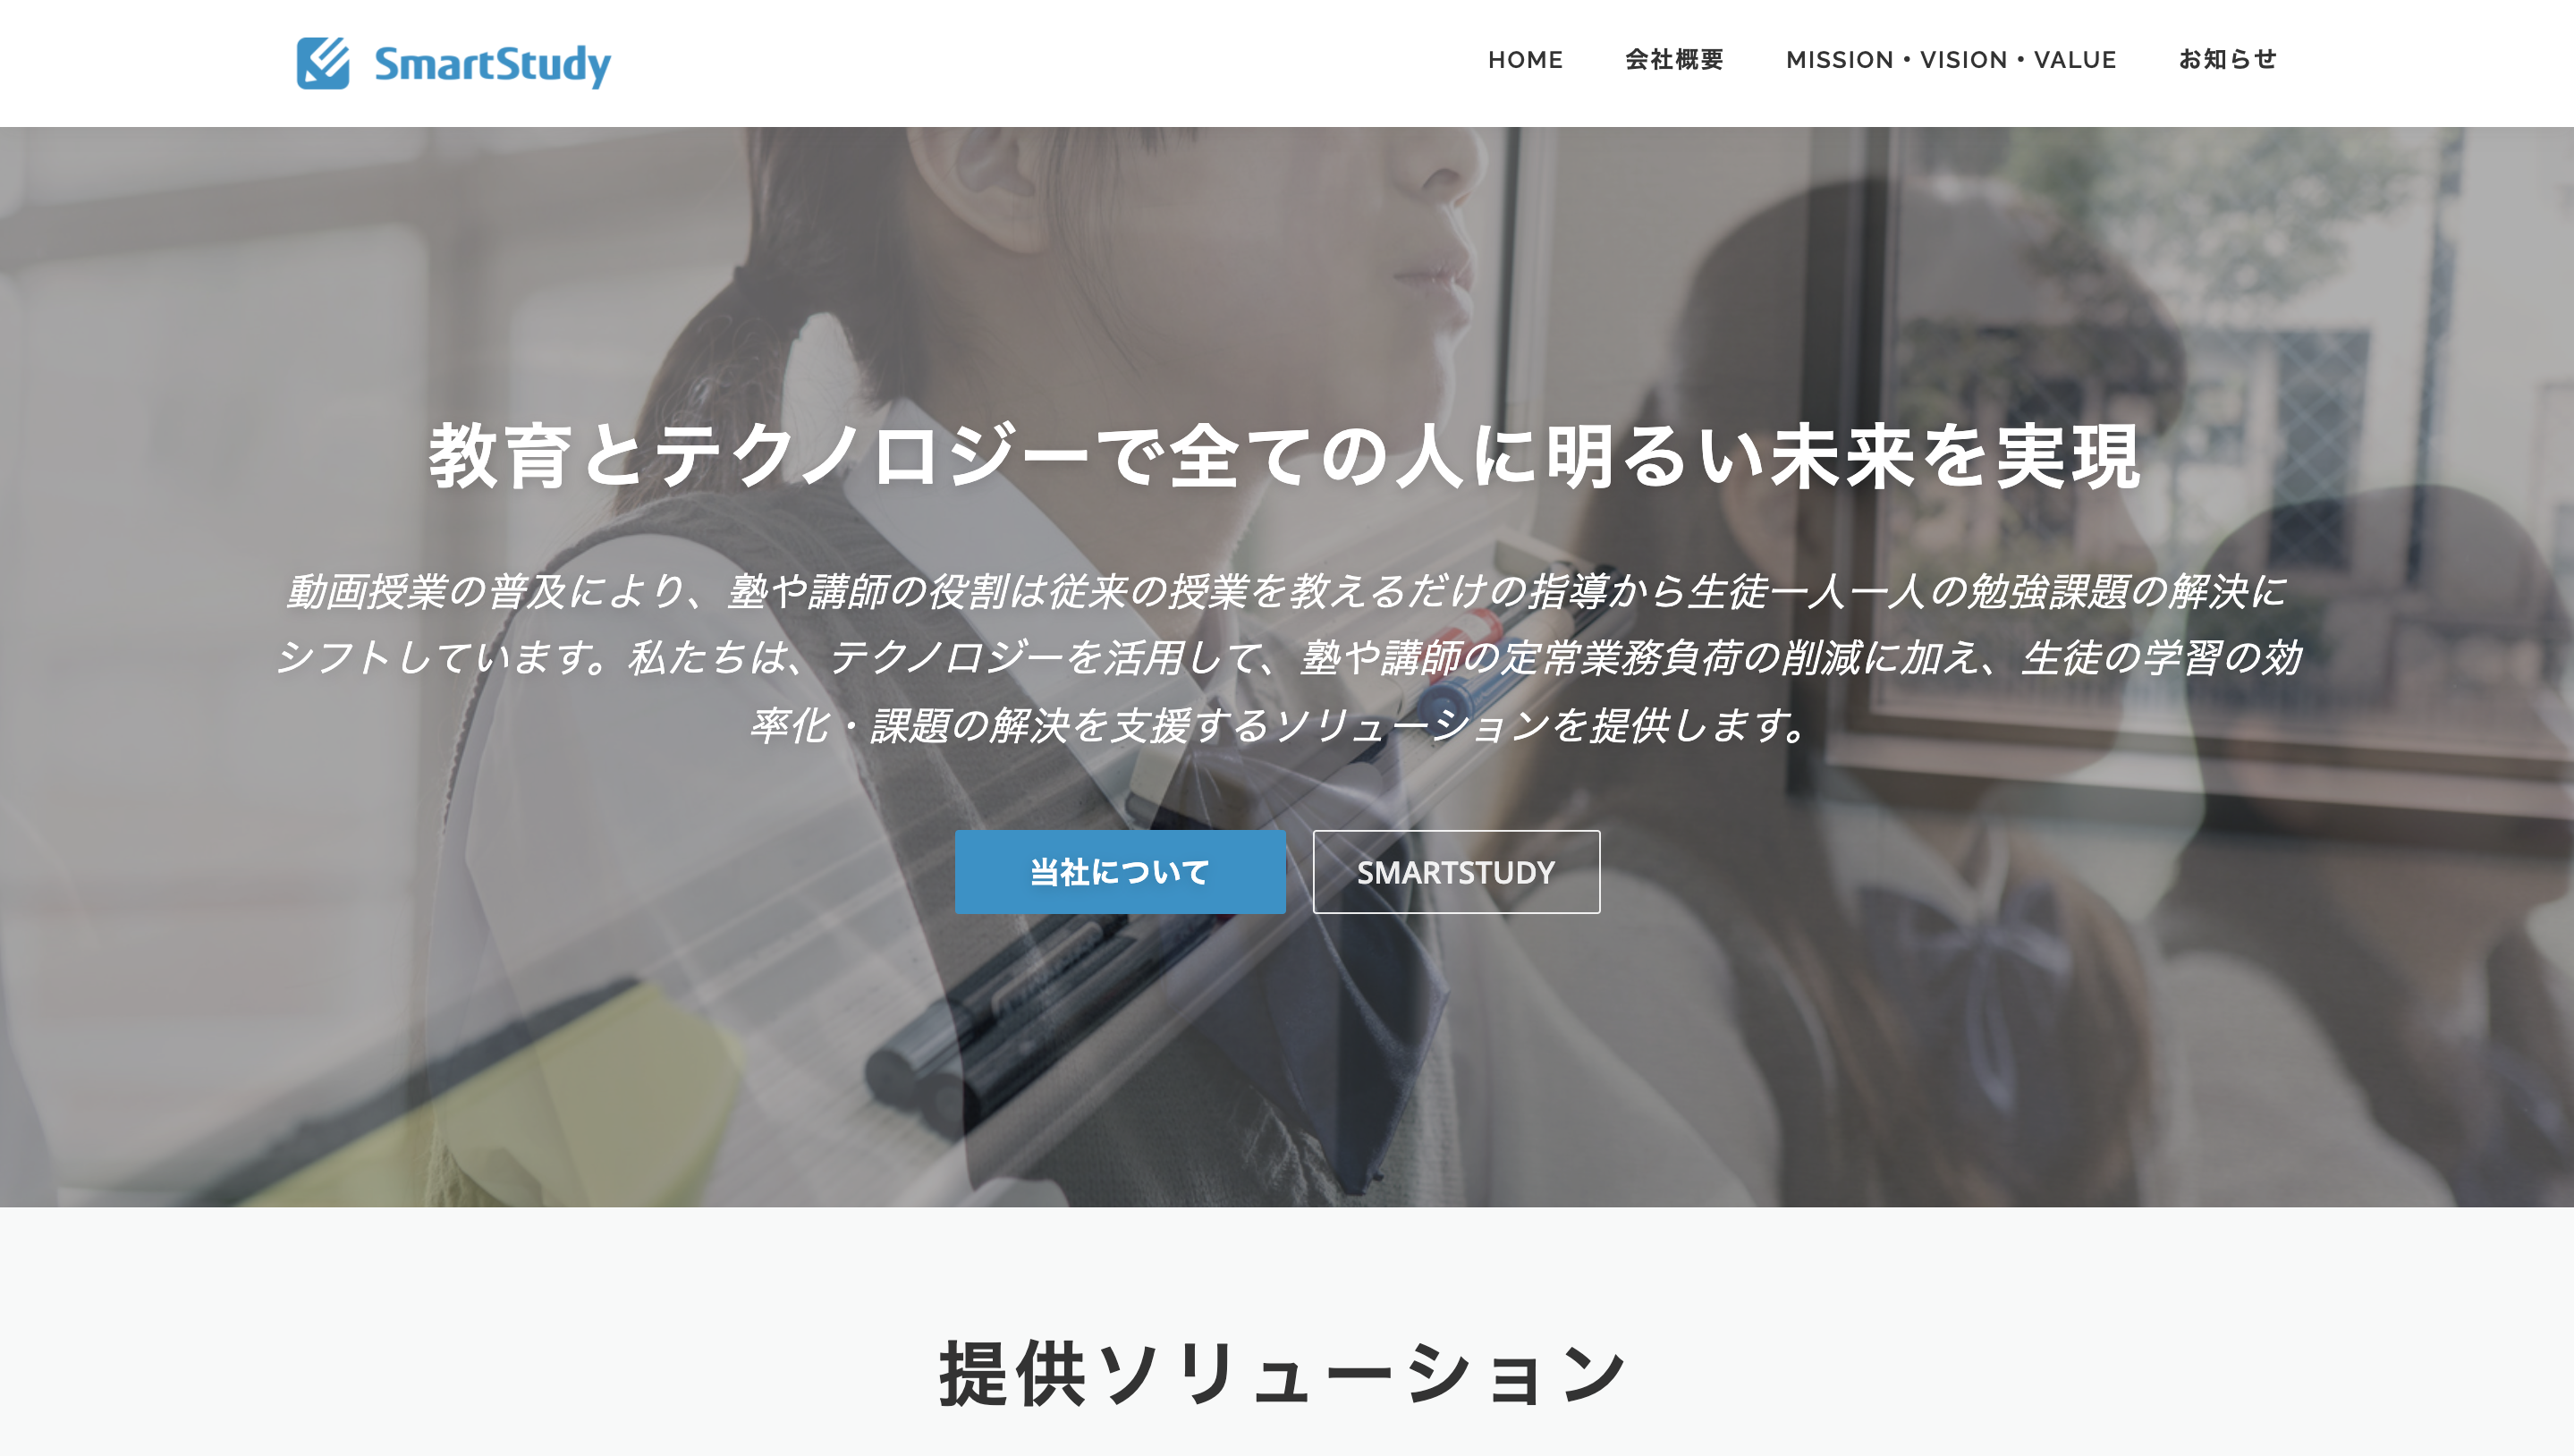 SmartStudy
HOME
会社概要
MISSION・VISION・VALUE
お知らせ
教育とテクノロジーで全ての人に明るい未来を実現
動画授業の普及により、塾や講師の役割は従来の授業を教えるだけの指導から生徒一人一人の勉強課題の解決に
シフトしています。私たちは、テクノロジーを活用して、塾や講師の定常業務負荷の削減に加え、生徒の学習の効
率化・課題の解決を支援するソリューションを提供します。
当社について
SMARTSTUDY
提供ソリューション